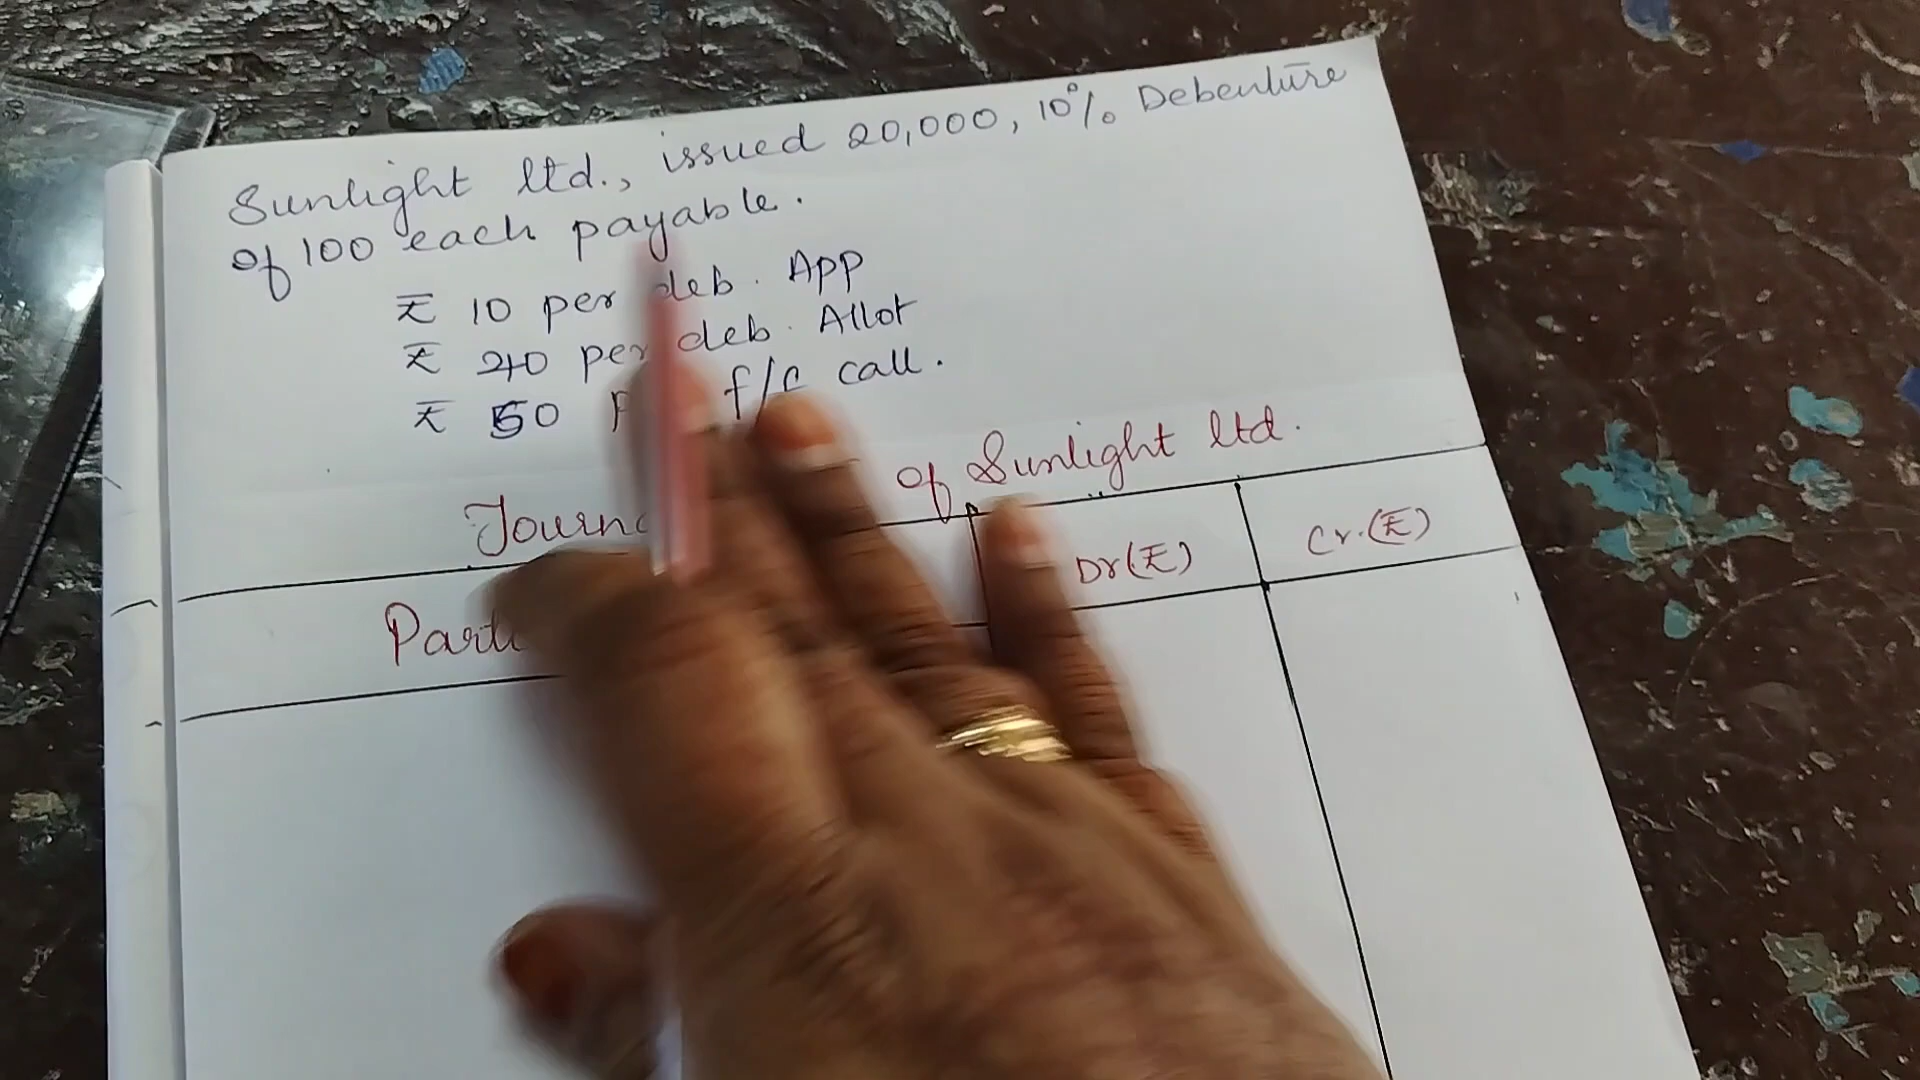 Sunlight ltd., issued 20,000, 10% Debenture
of 100 each payable.
₹ 10 per deb. App
₹ 40 per deb. Allot
₹ 50 f/c call.
of Sunlight ltd.
Dr(₹) Cr.(₹)